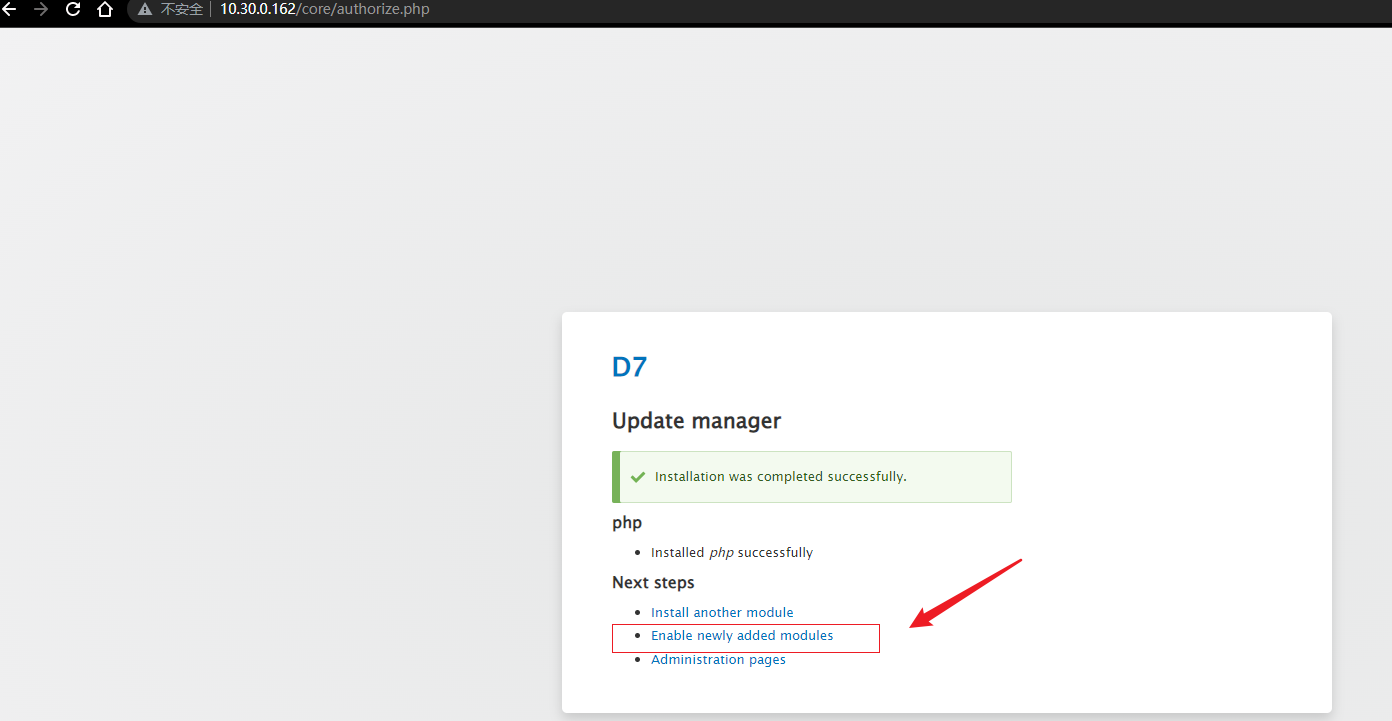 不安全 10.30.0.162/core/authorize.php
D7
Update manager
Installation was completed successfully.
php
Installed php successfully
Next steps
Install another module
Enable newly added modules
Administration pages